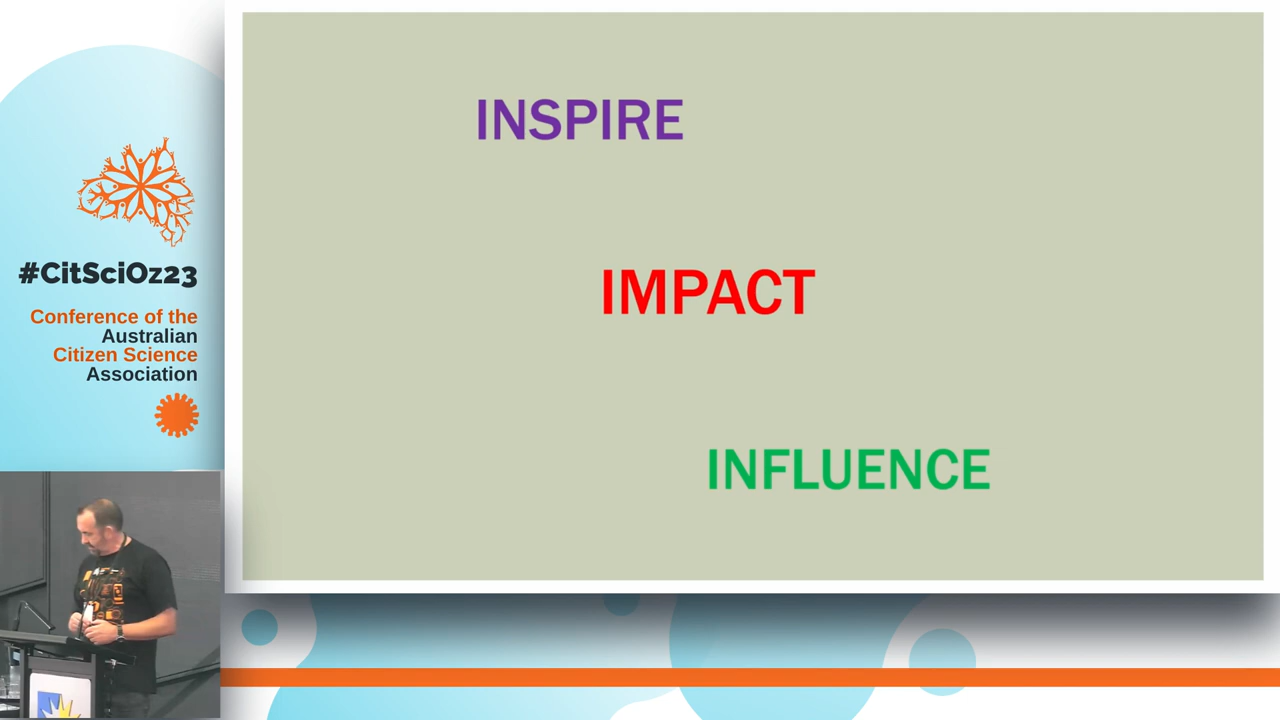 #CitSciOz23
Conference of the
Australian
Citizen Science
Association
INSPIRE
IMPACT
INFLUENCE